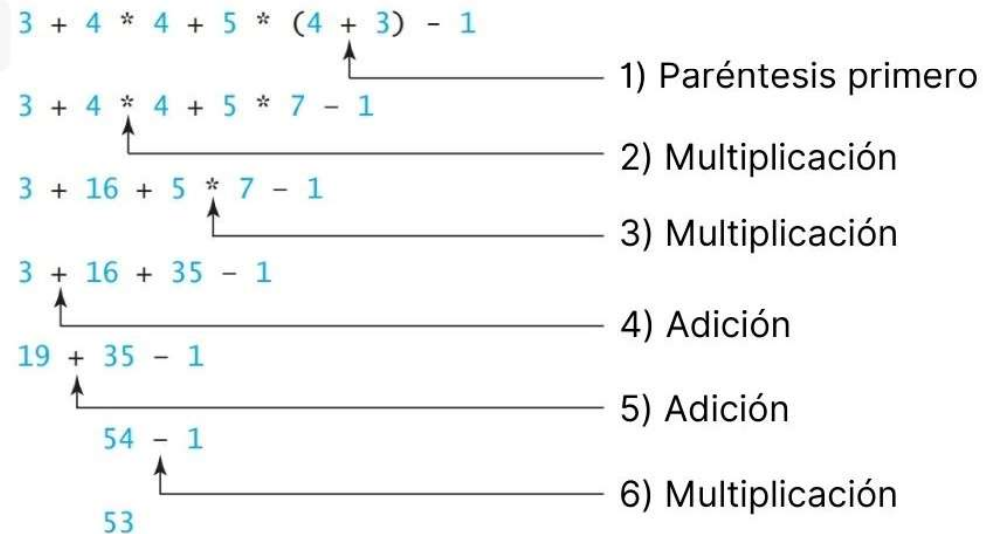 3 + 4 * 4 + 5 * (4 + 3) - 1
1) Paréntesis primero
3 + 4 * 4 + 5 * 7 - 1
2) Multiplicación
3 + 16 + 5 * 7 - 1
3) Multiplicación
3 + 16 + 35 - 1
4) Adición
19 + 35 - 1
5) Adición
54 - 1
6) Multiplicación
53